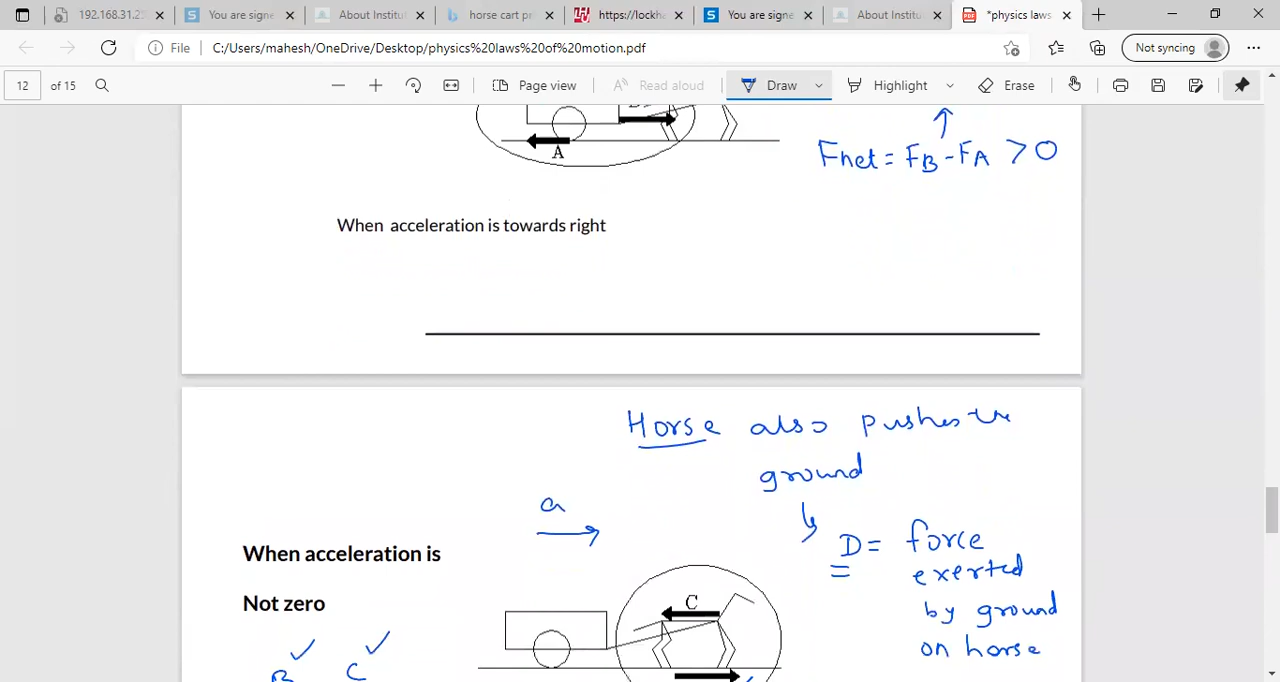 192.168.31.2
You are signe
About Institu
horse cart pr
https://lockha
You are signe
About Institu
*physics laws
File
C:/Users/mahesh/OneDrive/Desktop/physics%20laws%20of%20motion.pdf
Not syncing
12 of 15
Page view
Read aloud
Draw
Highlight
Erase
A
Fnet = FB - FA > 0
When acceleration is towards right
Horse also pushes the
ground
a
D = force
exerted
by ground
on horse
When acceleration is
Not zero
C
B C